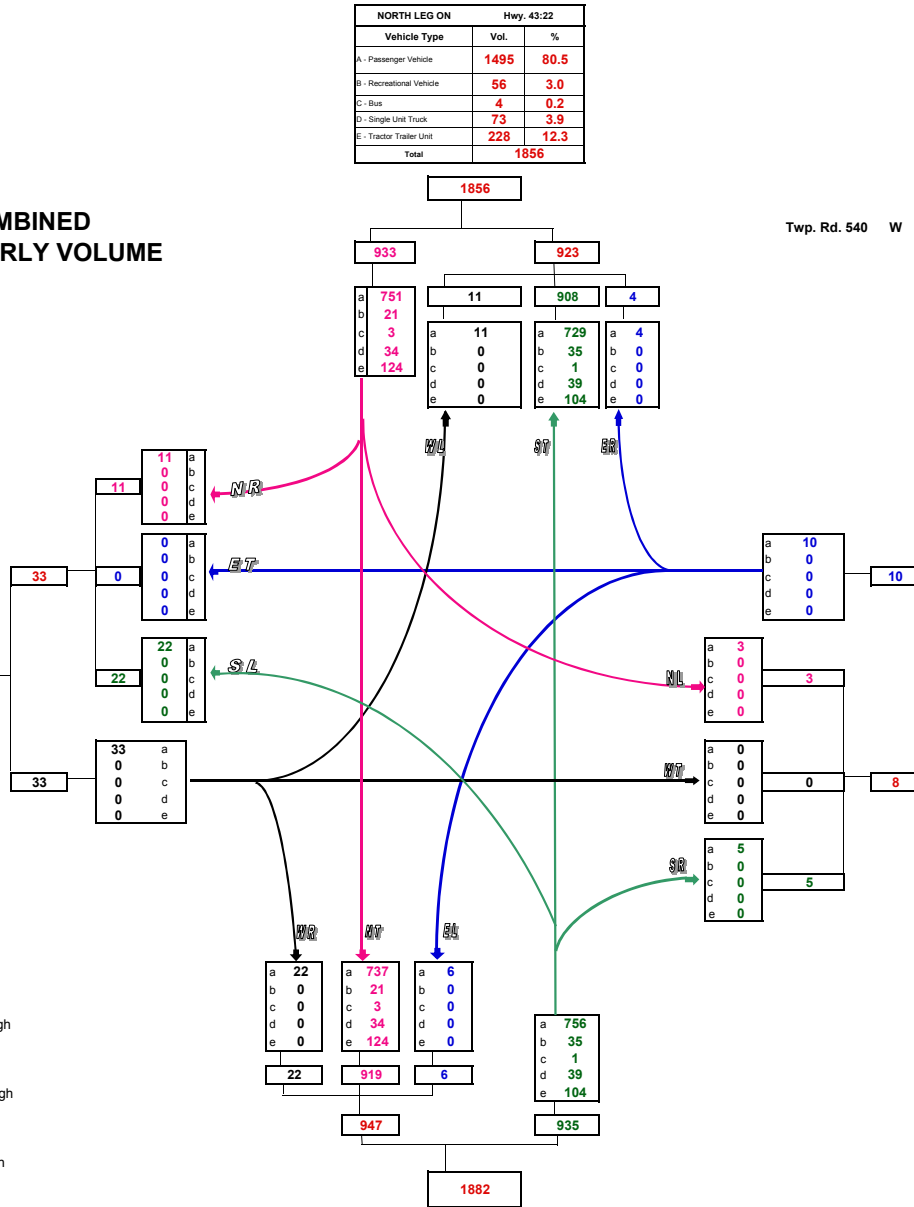 NORTH LEG ON Hwy. 43:22
Vehicle Type Vol. %
A - Passenger Vehicle 1495 80.5
B - Recreational Vehicle 56 3.0
C - Bus 4 0.2
D - Single Unit Truck 73 3.9
E - Tractor Trailer Unit 228 12.3
Total 1856
1856
MBINED
RLY VOLUME
Twp. Rd. 540 W
933 923
11 908 4
a 751
b 21
c 3
d 34
e 124
a 11
b 0
c 0
d 0
e 0
a 729
b 35
c 1
d 39
e 104
a 4
b 0
c 0
d 0
e 0
WL ST ER
11
11 a
0 b
0 c
0 d
0 e
NR
33
0
0 a
0 b
0 c
0 d
0 e
ET
a 10
b 0
c 0
d 0
e 0
10
22
22 a
0 b
0 c
0 d
0 e
SL
NL
a 3
b 0
c 0
d 0
e 0
3
33
33 a
0 b
0 c
0 d
0 e
WT
a 0
b 0
c 0
d 0
e 0
0
8
SR
a 5
b 0
c 0
d 0
e 0
5
WR NT EL
a 22
b 0
c 0
d 0
e 0
a 737
b 21
c 3
d 34
e 124
a 6
b 0
c 0
d 0
e 0
a 756
b 35
c 1
d 39
e 104
gh
gh
h
22 919 6
947 935
1882